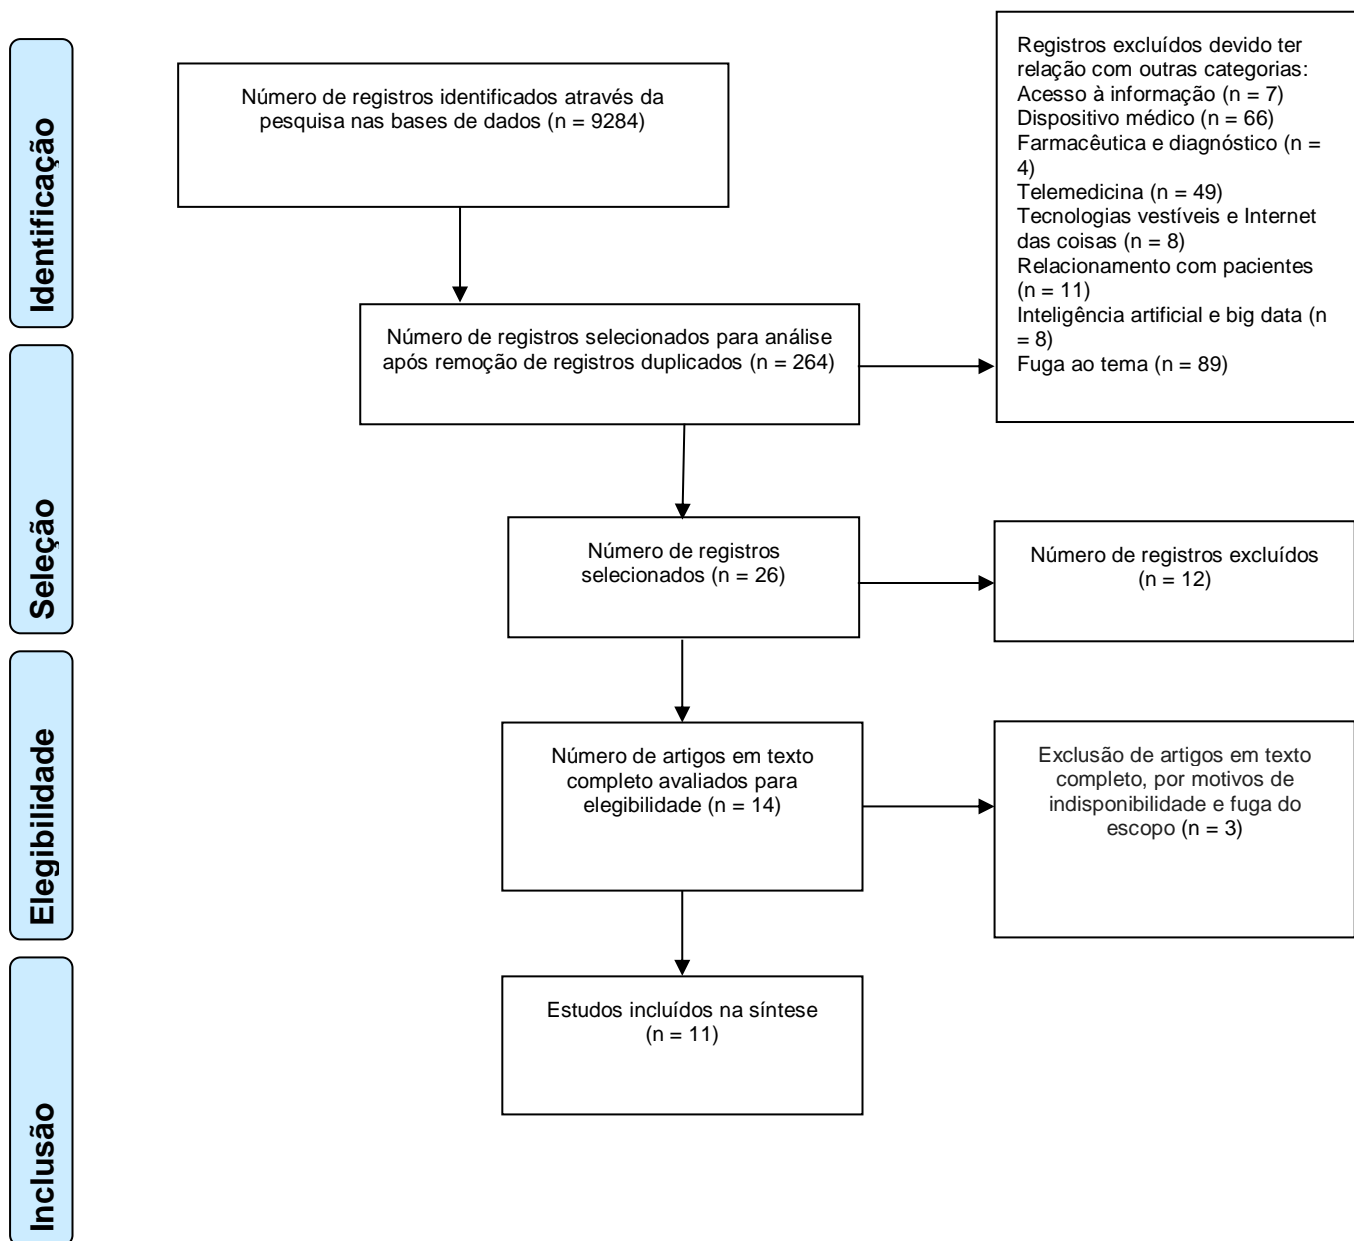 Identificação
Número de registros identificados através da
pesquisa nas bases de dados (n = 9284)
Registros excluídos devido ter
relação com outras categorias:
Acesso à informação (n = 7)
Dispositivo médico (n = 66)
Farmacêutica e diagnóstico (n =
4)
Telemedicina (n = 49)
Tecnologias vestíveis e Internet
das coisas (n = 8)
Relacionamento com pacientes
(n = 11)
Inteligência artificial e big data (n
= 8)
Fuga ao tema (n = 89)
Número de registros selecionados para análise
após remoção de registros duplicados (n = 264)
Seleção
Número de registros
selecionados (n = 26)
Número de registros excluídos
(n = 12)
Elegibilidade
Número de artigos em texto
completo avaliados para
elegibilidade (n = 14)
Exclusão de artigos em texto
completo, por motivos de
indisponibilidade e fuga do
escopo (n = 3)
Inclusão
Estudos incluídos na síntese
(n = 11)